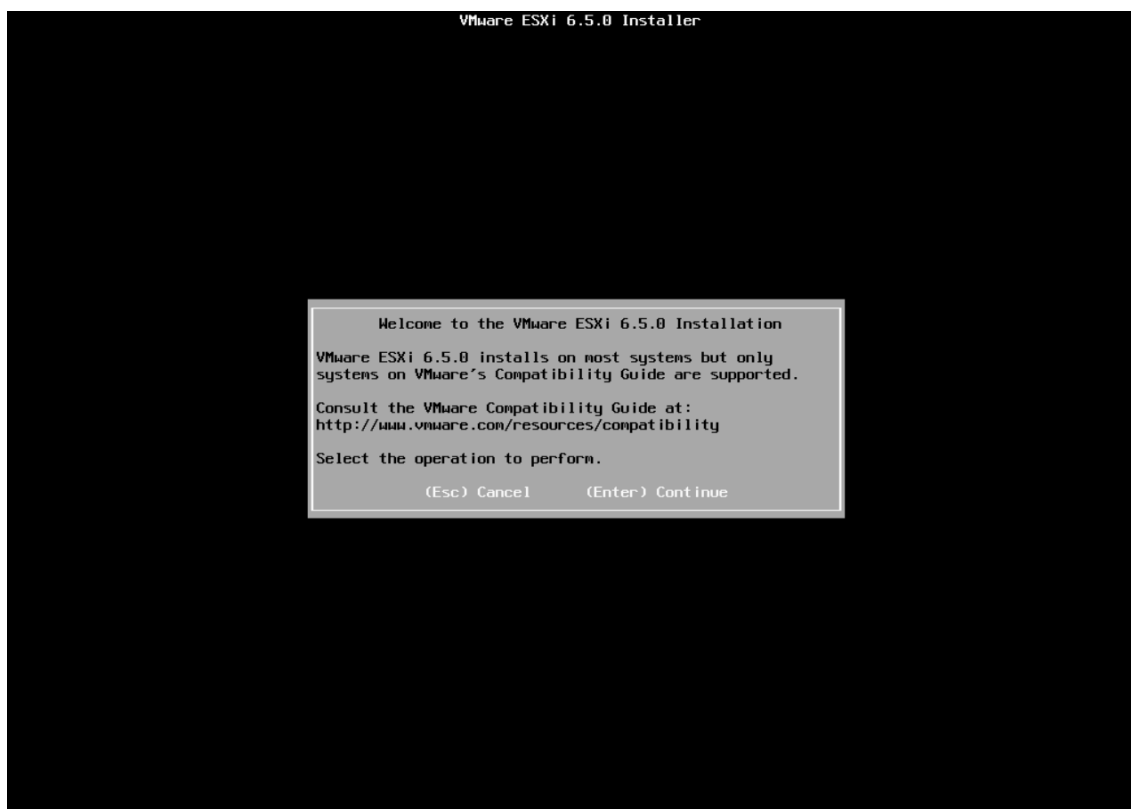 VMware ESXi 6.5.0 Installer
Welcome to the VMware ESXi 6.5.0 Installation
VMware ESXi 6.5.0 installs on most systems but only
systems on VMware's Compatibility Guide are supported.
Consult the VMware Compatibility Guide at:
http://www.vmware.com/resources/compatibility
Select the operation to perform.
(Esc) Cancel (Enter) Continue